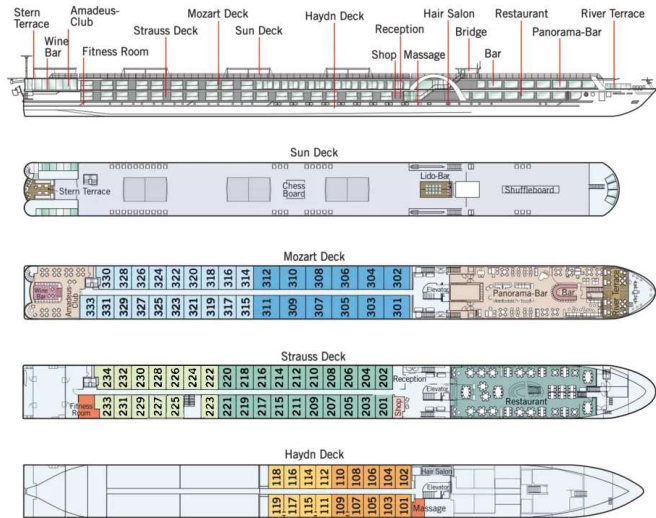 Stern Terrace
Amadeus-Club
Wine Bar
Fitness Room
Strauss Deck
Mozart Deck
Sun Deck
Haydn Deck
Reception
Shop
Massage
Hair Salon
Bridge
Bar
Restaurant
Panorama-Bar
River Terrace
Sun Deck
Stern Terrace
Chess Board
Lido-Bar
Shuffleboard
Mozart Deck
Wine Bar
Amadeus-Club
330 328 326 324 322 320 318 316 314 312 310 308 306 304 302
333 331 329 327 325 323 321 319 317 315 311 309 307 305 303 301
Elevator
Panorama-Bar
Bar
Strauss Deck
234 232 230 228 226 224 222 220 218 216 214 212 210 208 206 204 202
Fitness Room
233 231 229 227 225 223 221 219 217 215 211 209 207 205 203 201
Reception
Shop
Restaurant
Haydn Deck
118 116 114 112 110 108 106 104 102
119 117 115 111 109 107 105 103 101
Hair Salon
Elevator
Massage